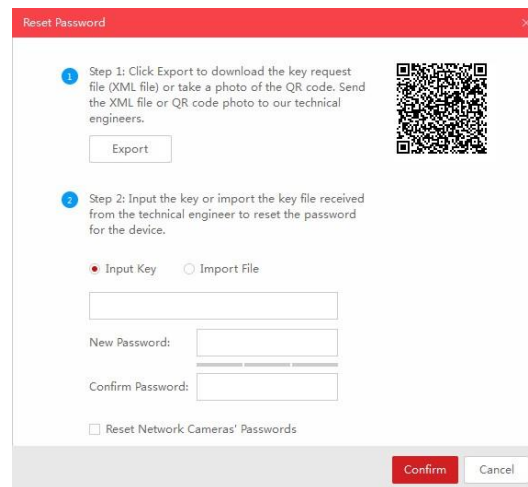 Reset Password
1
Step 1: Click Export to download the key request
file (XML file) or take a photo of the QR code. Send
the XML file or QR code photo to our technical
engineers.
Export
2
Step 2: Input the key or import the key file received
from the technical engineer to reset the password
for the device.
Input Key Import File
New Password:
Confirm Password:
Reset Network Cameras' Passwords
Confirm Cancel